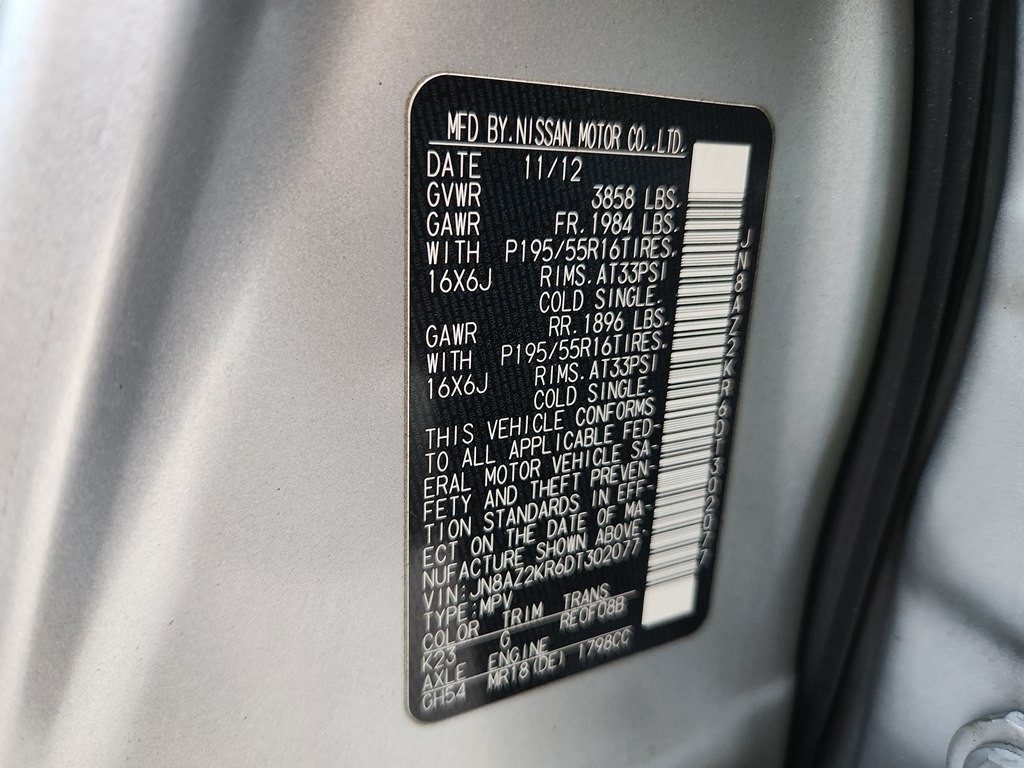 MFD BY.NISSAN MOTOR CO.,LTD.
DATE 11/12
GVWR 3858 LBS.
GAWR FR.1984 LBS.
WITH P195/55R16TIRES.
16X6J RIMS.AT33PSI
COLD SINGLE.
GAWR RR.1896 LBS.
WITH P195/55R16TIRES.
16X6J RIMS.AT33PSI
COLD SINGLE.
THIS VEHICLE CONFORMS
TO ALL APPLICABLE FED-
ERAL MOTOR VEHICLE SA-
FETY AND THEFT PREVEN-
TION STANDARDS IN EFF-
ECT ON THE DATE OF MA-
NUFACTURE SHOWN ABOVE.
VIN:JN8AZ2KR6DT302077
TYPE:MPV
COLOR TRIM TRANS
K23 G RE0F08B
AXLE ENGINE
GH54 MR18(DE) 1798CC
JN8AZ2KR6DT302077